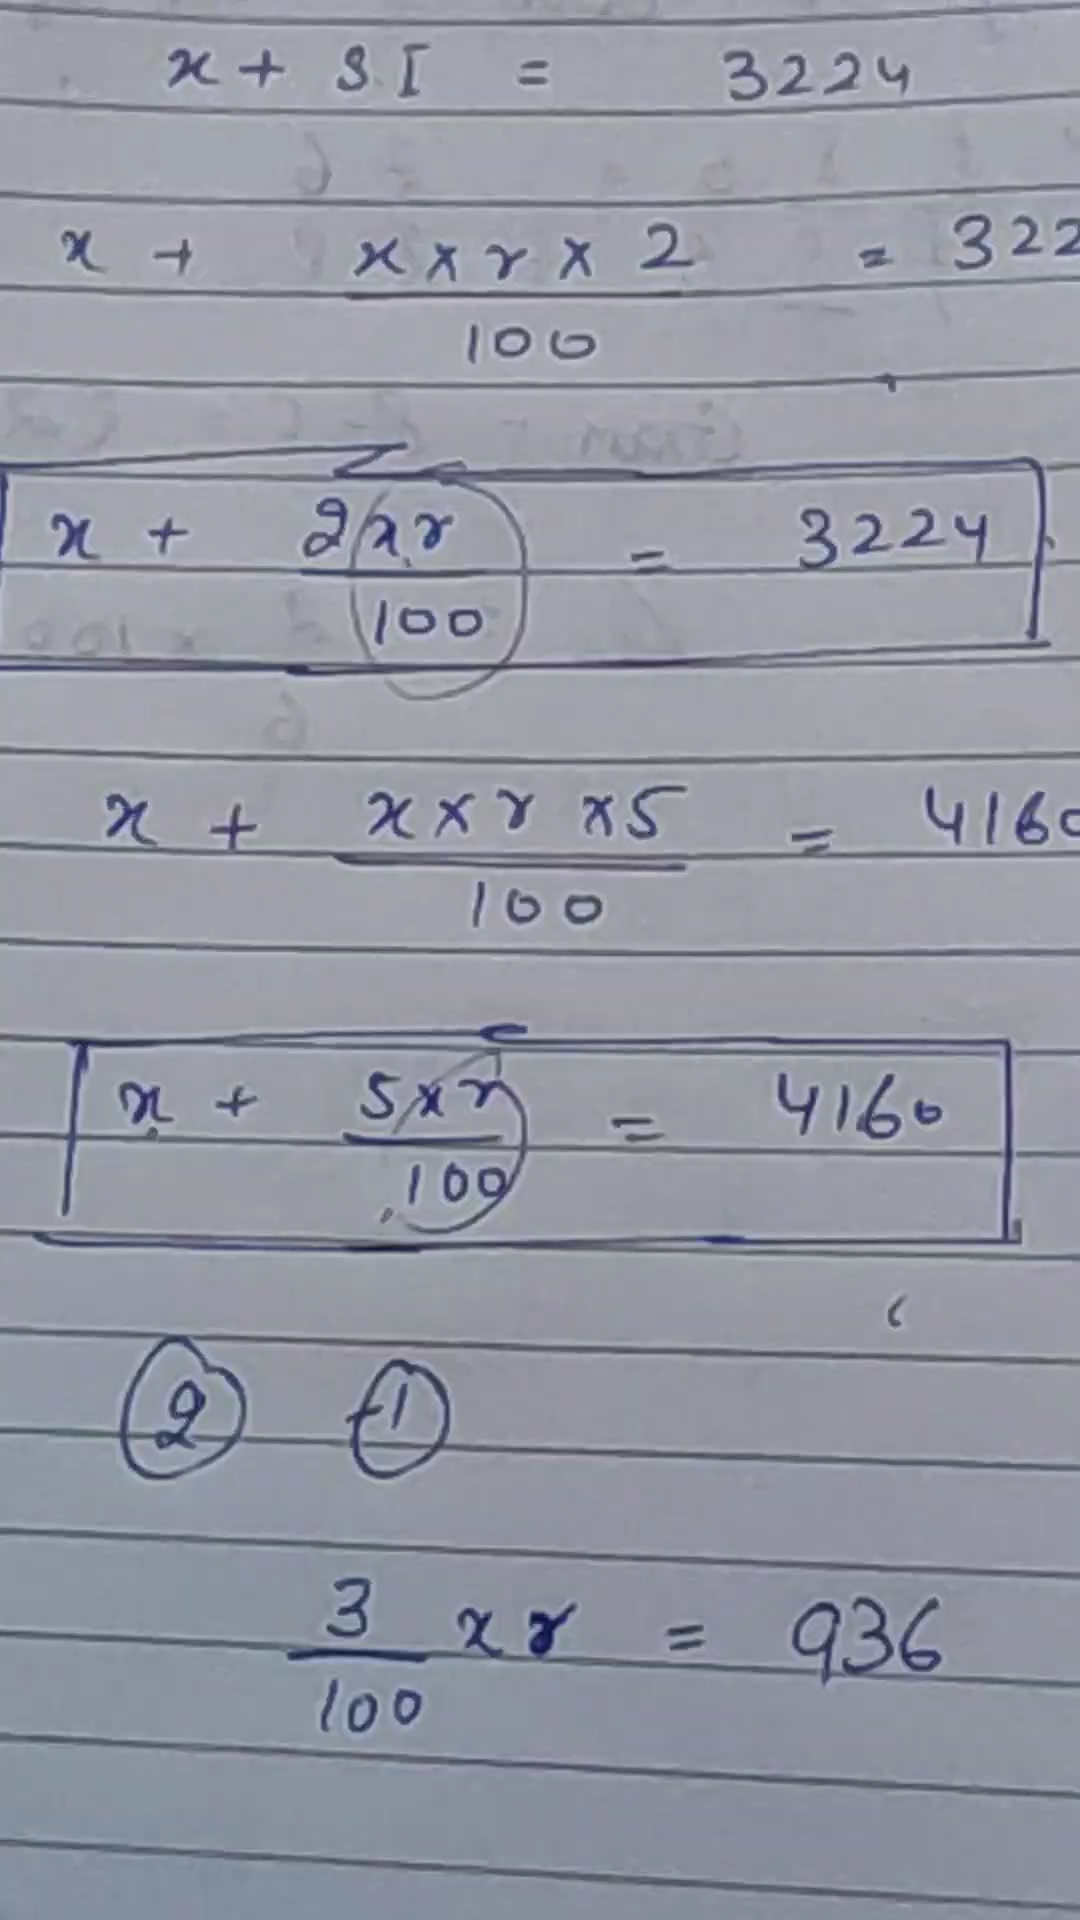 x + S.I = 3224
x + x × r × 2 = 322
100
x + 2xr = 3224
100
x + x × r × 5 = 4160
100
x + 5xr = 4160
100
2 - 1
3 xr = 936
100